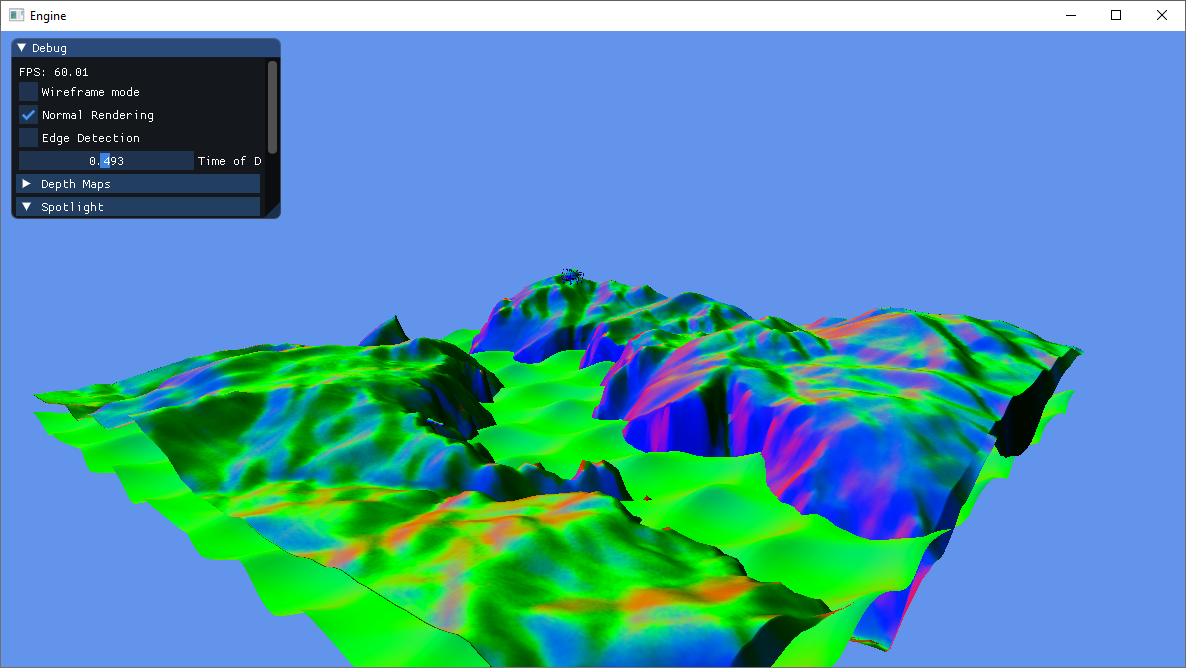 Engine
Debug
FPS: 60.01
Wireframe mode
Normal Rendering
Edge Detection
0.493 Time of D
Depth Maps
Spotlight